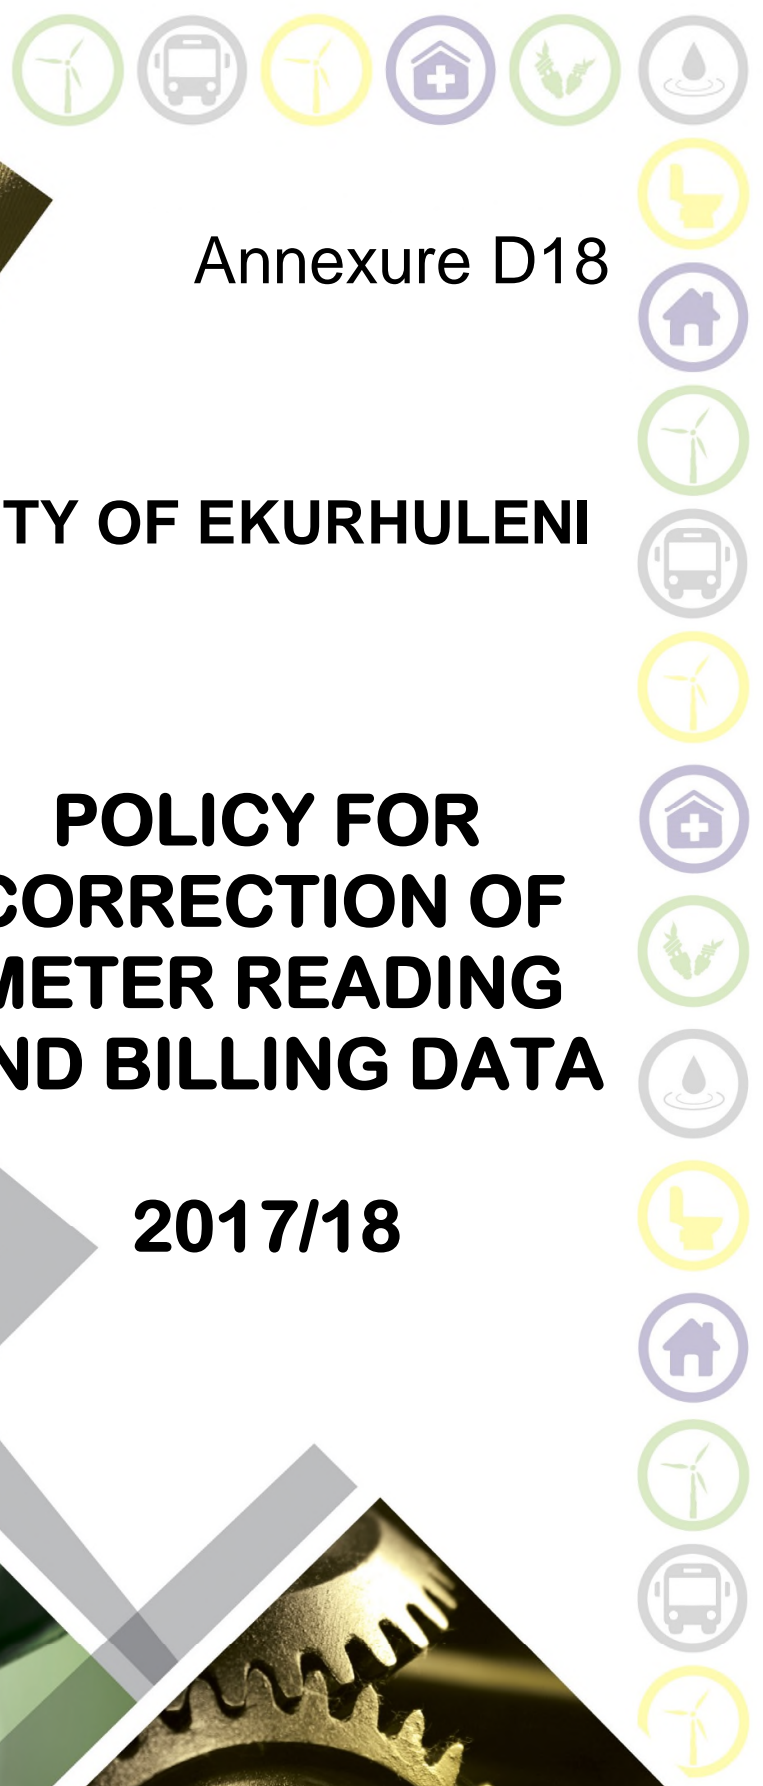 Annexure D18
TY OF EKURHULENI
POLICY FOR
CORRECTION OF
METER READING
ND BILLING DATA
2017/18